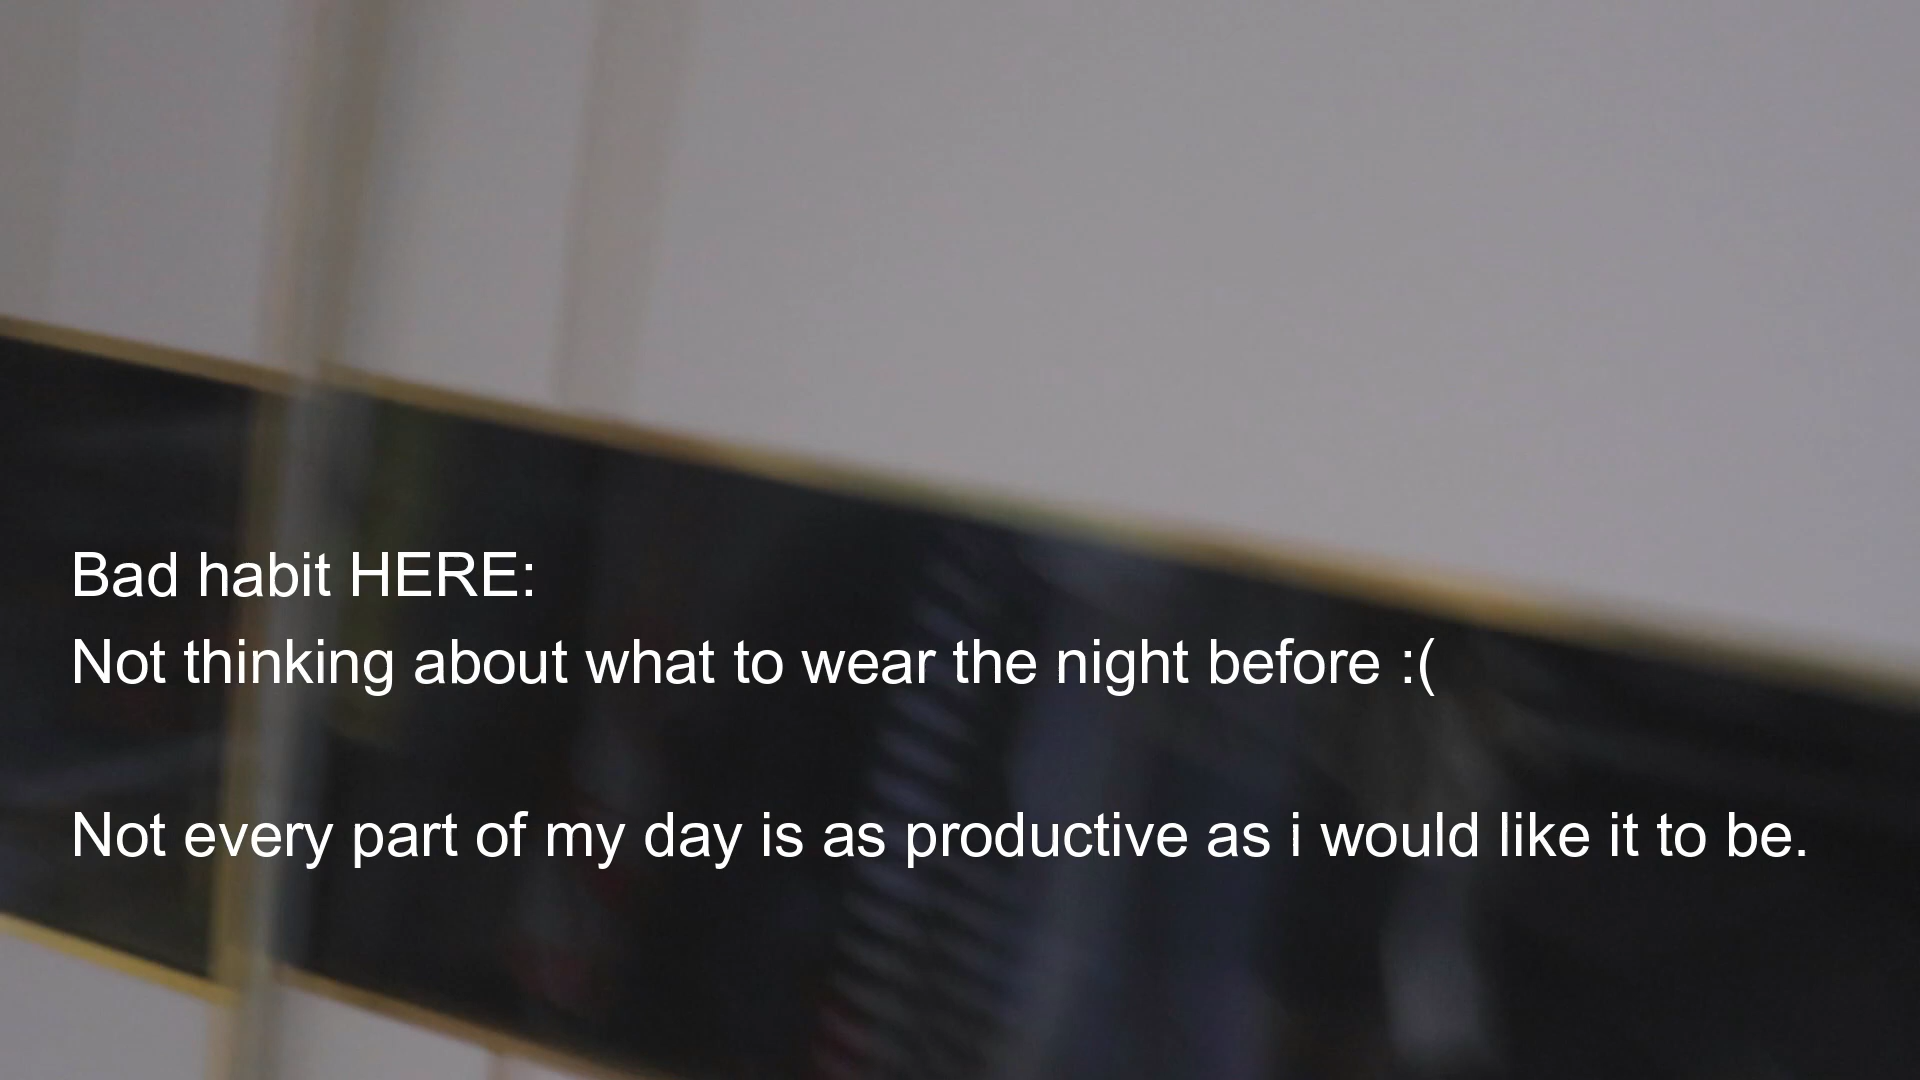 Bad habit HERE:
Not thinking about what to wear the night before :(
Not every part of my day is as productive as i would like it to be.